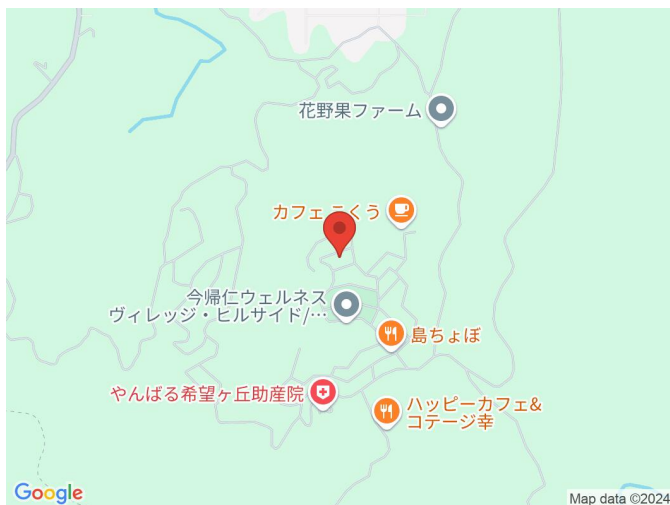 花野果ファーム
カフェ こくう
今帰仁ウェルネス
ヴィレッジ・ヒルサイド/…
島ちょぼ
やんばる希望ヶ丘助産院
ハッピーカフェ&
コテージ幸
Google
Map data ©2024